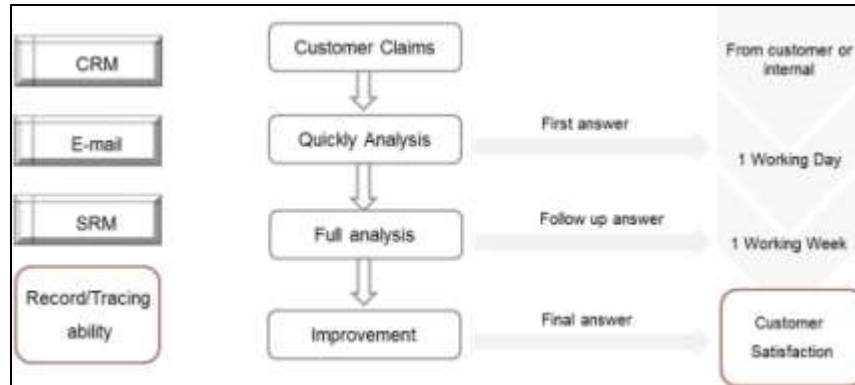 CRM
E-mail
SRM
Record/Tracing
ability
Customer Claims
Quickly Analysis
Full analysis
Improvement
First answer
Follow up answer
Final answer
From customer or
internal
1 Working Day
1 Working Week
Customer
Satisfaction